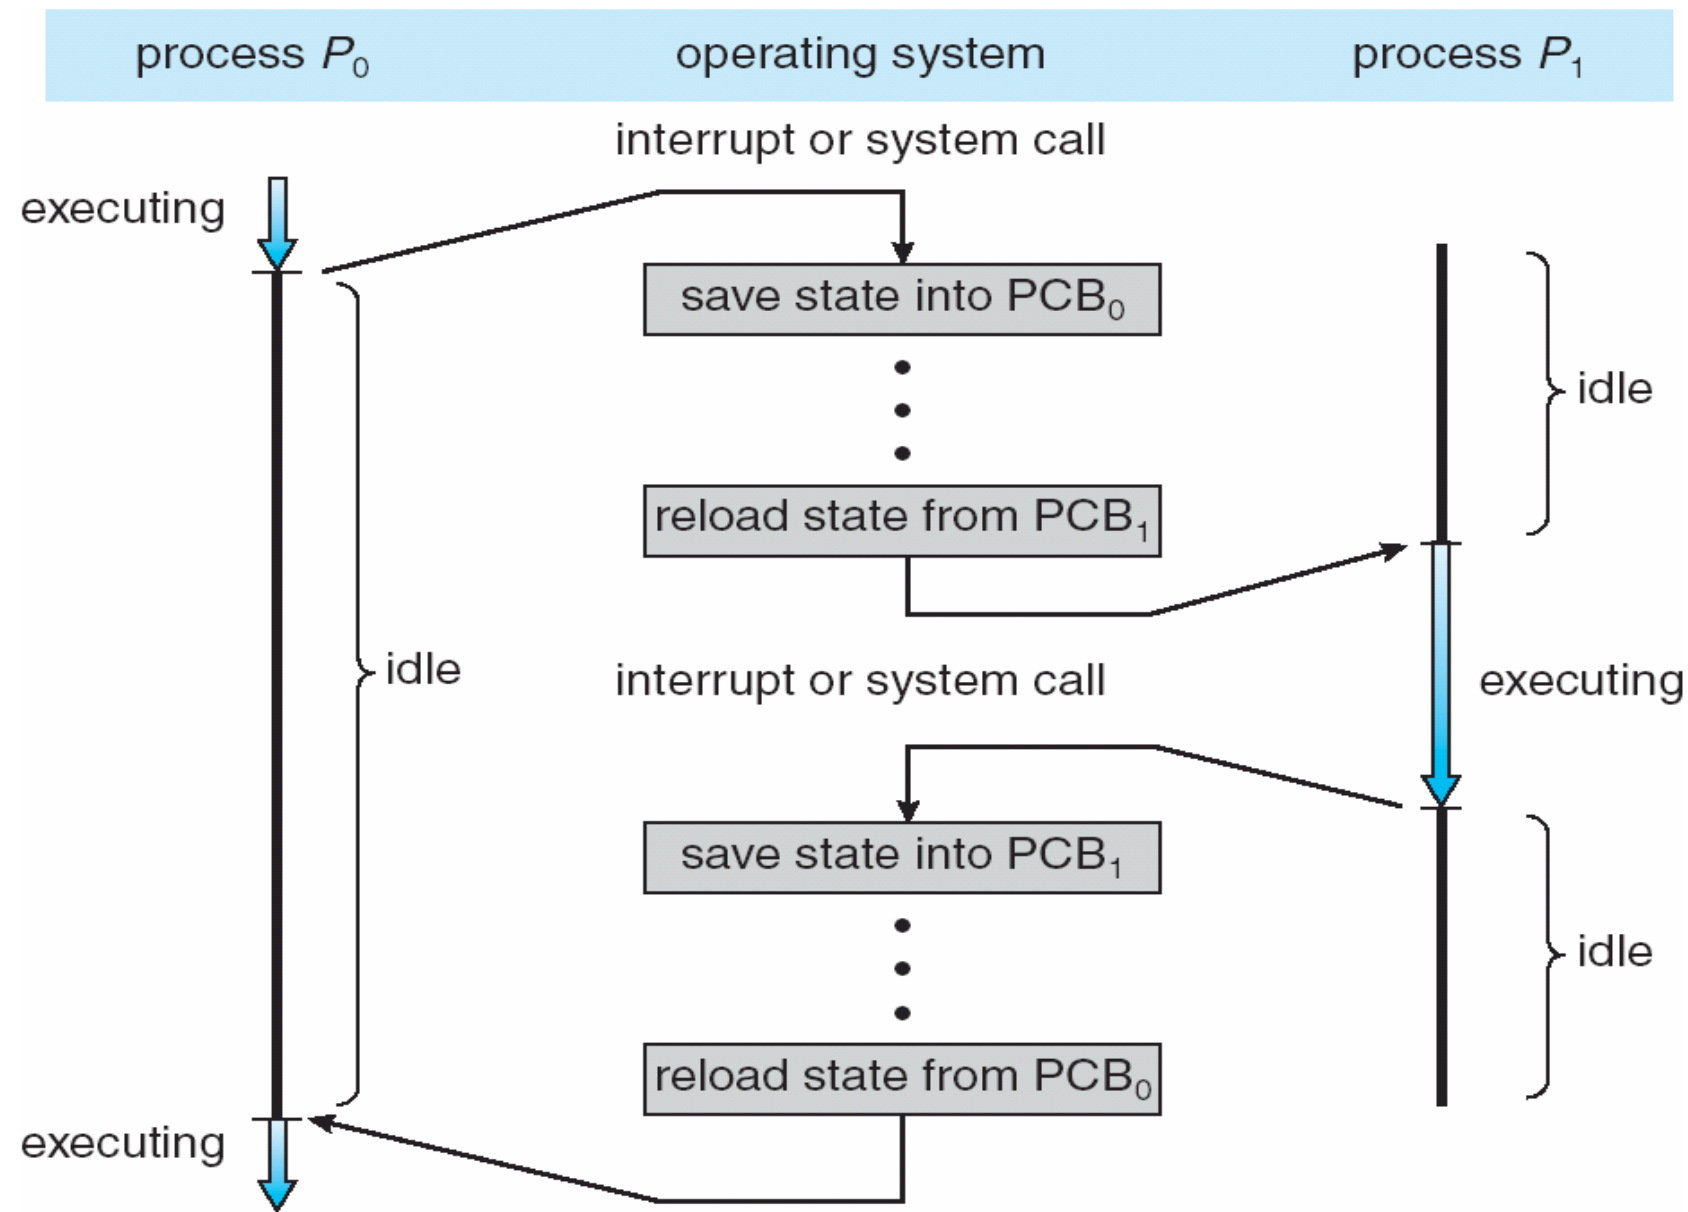 process P₀ operating system process P₁
interrupt or system call
executing
save state into PCB₀
idle
reload state from PCB₁
idle
interrupt or system call
executing
save state into PCB₁
idle
reload state from PCB₀
executing